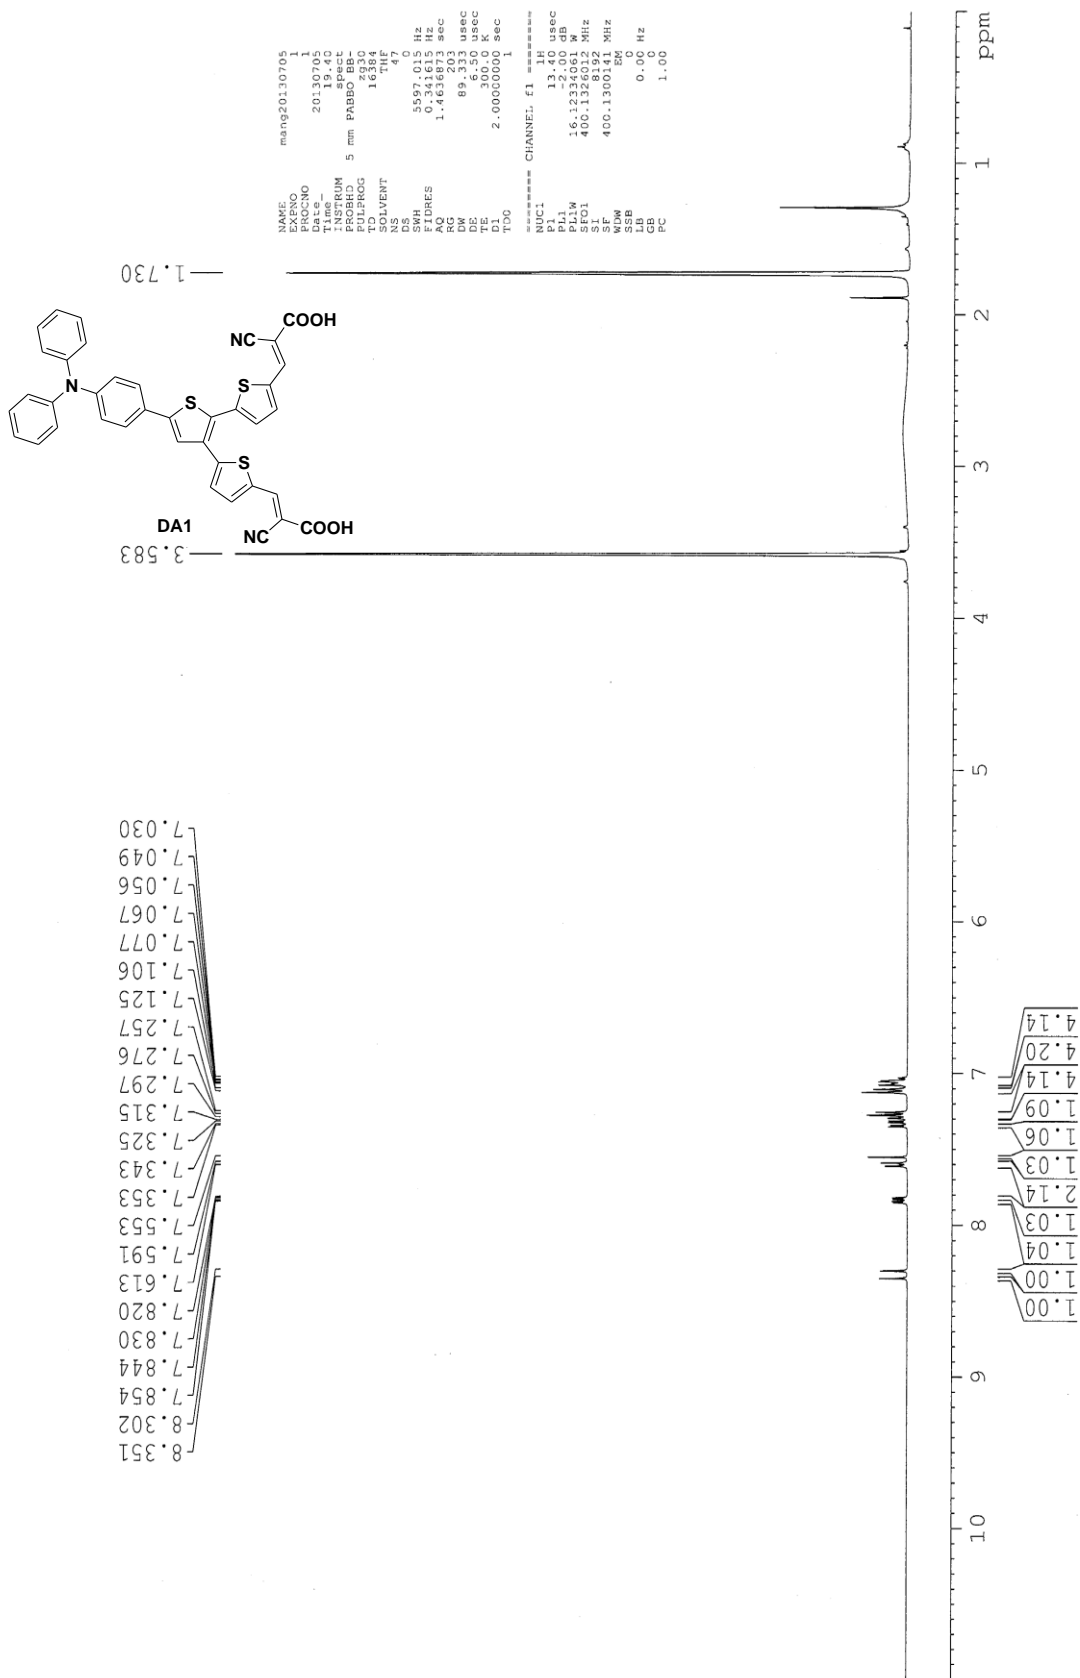 NAME mang20130705
EXPNO 1
PROCNO 1
Date_ 20130705
Time_ 19.40
INSTRUM spect
PROBHD 5 mm PABBO BB-
PULPROG zg30
TD 16384
SOLVENT THF
NS 47
DS 0
SWH 5597.015 Hz
FIDRES 0.341615 Hz
AQ 1.4636873 sec
RG 203
DW 89.333 usec
DE 6.50 usec
TE 300.0 K
D1 2.00000000 sec
TD0 1
======== CHANNEL f1 ========
NUC1 1H
P1 13.40 usec
PL1 -2.00 dB
PL1W 16.12334061 W
SFO1 400.1326012 MHz
SI 8192
SF 400.1300141 MHz
WDW EM
SSB 0
LB 0.00 Hz
GB 0
PC 1.00
1.730
3.583
7.030
7.049
7.056
7.067
7.077
7.106
7.125
7.257
7.276
7.297
7.315
7.325
7.343
7.353
7.553
7.591
7.613
7.820
7.830
7.844
7.854
8.302
8.351
N
S
S
S
NC
COOH
NC
COOH
DA1
10 9 8 7 6 5 4 3 2 1 ppm
1.00
1.00
1.04
1.03
2.14
1.03
1.06
1.09
4.14
4.20
4.14